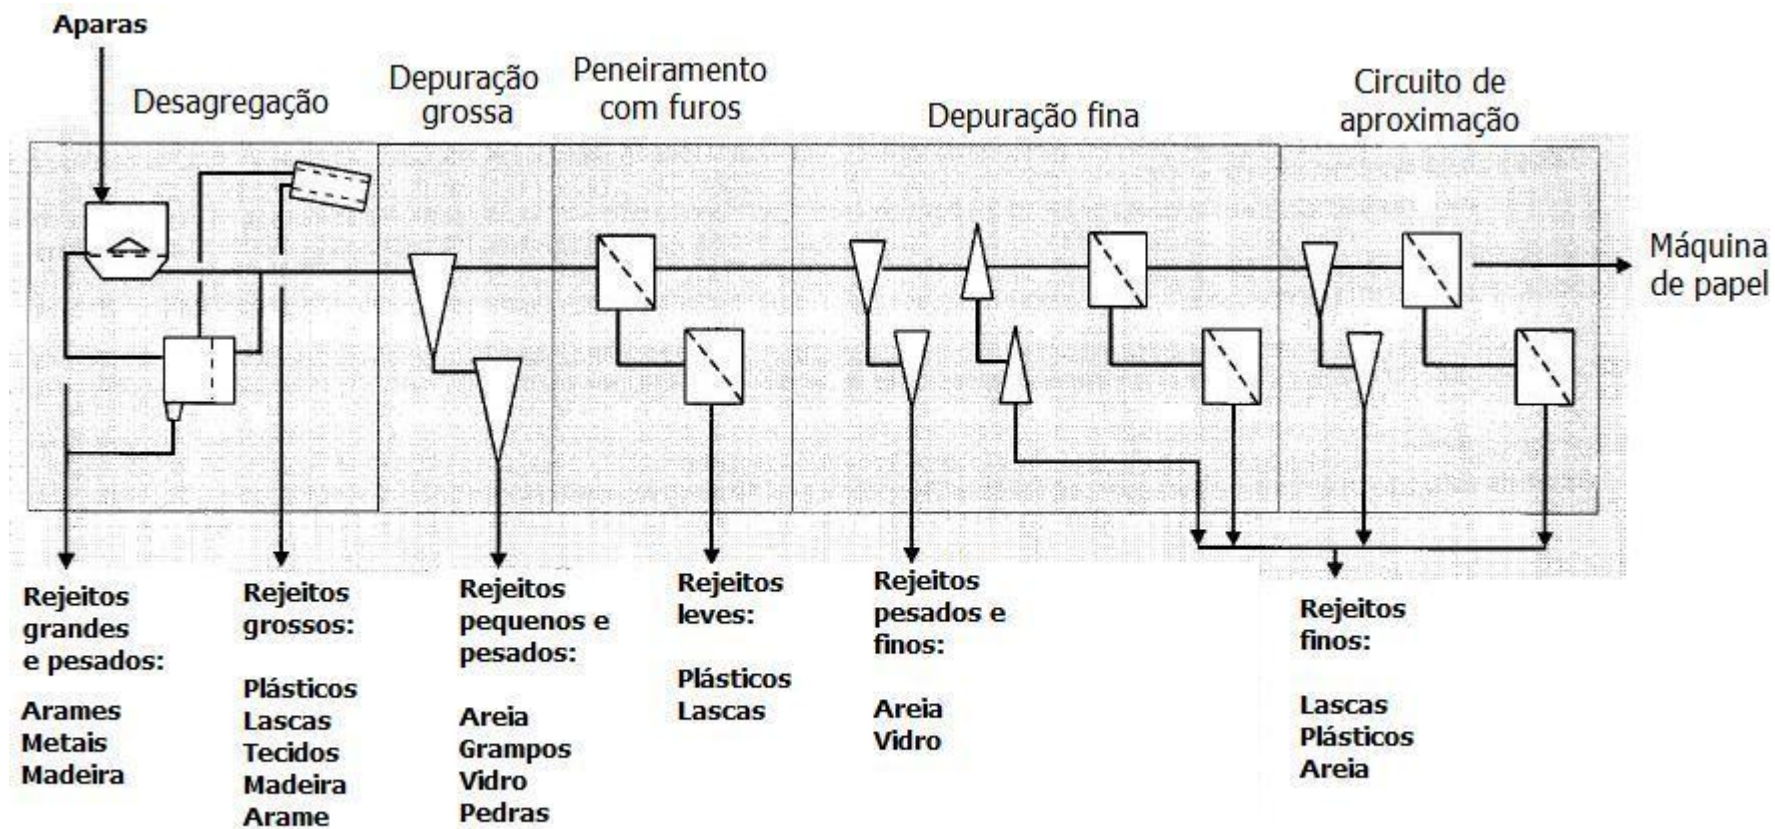 Aparas
Desagregação
Depuração
grossa
Peneiramento
com furos
Depuração fina
Circuito de
aproximação
Máquina
de papel
Rejeitos
grandes
e pesados:
Arames
Metais
Madeira
Rejeitos
grossos:
Plásticos
Lascas
Tecidos
Madeira
Arame
Rejeitos
pequenos e
pesados:
Areia
Grampos
Vidro
Pedras
Rejeitos
leves:
Plásticos
Lascas
Rejeitos
pesados e
finos:
Areia
Vidro
Rejeitos
finos:
Lascas
Plásticos
Areia